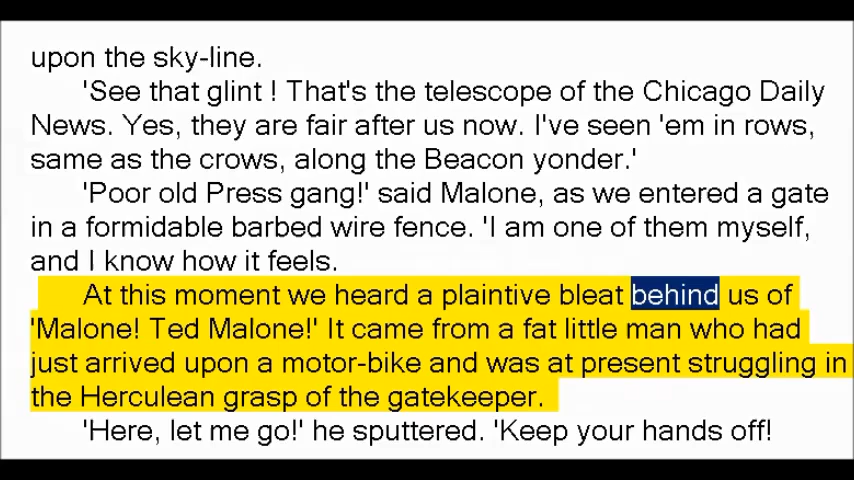 upon the sky-line.
'See that glint ! That's the telescope of the Chicago Daily
News. Yes, they are fair after us now. I've seen 'em in rows,
same as the crows, along the Beacon yonder.'
'Poor old Press gang!' said Malone, as we entered a gate
in a formidable barbed wire fence. 'I am one of them myself,
and I know how it feels.
At this moment we heard a plaintive bleat behind us of
'Malone! Ted Malone!' It came from a fat little man who had
just arrived upon a motor-bike and was at present struggling in
the Herculean grasp of the gatekeeper.
'Here, let me go!' he sputtered. 'Keep your hands off!